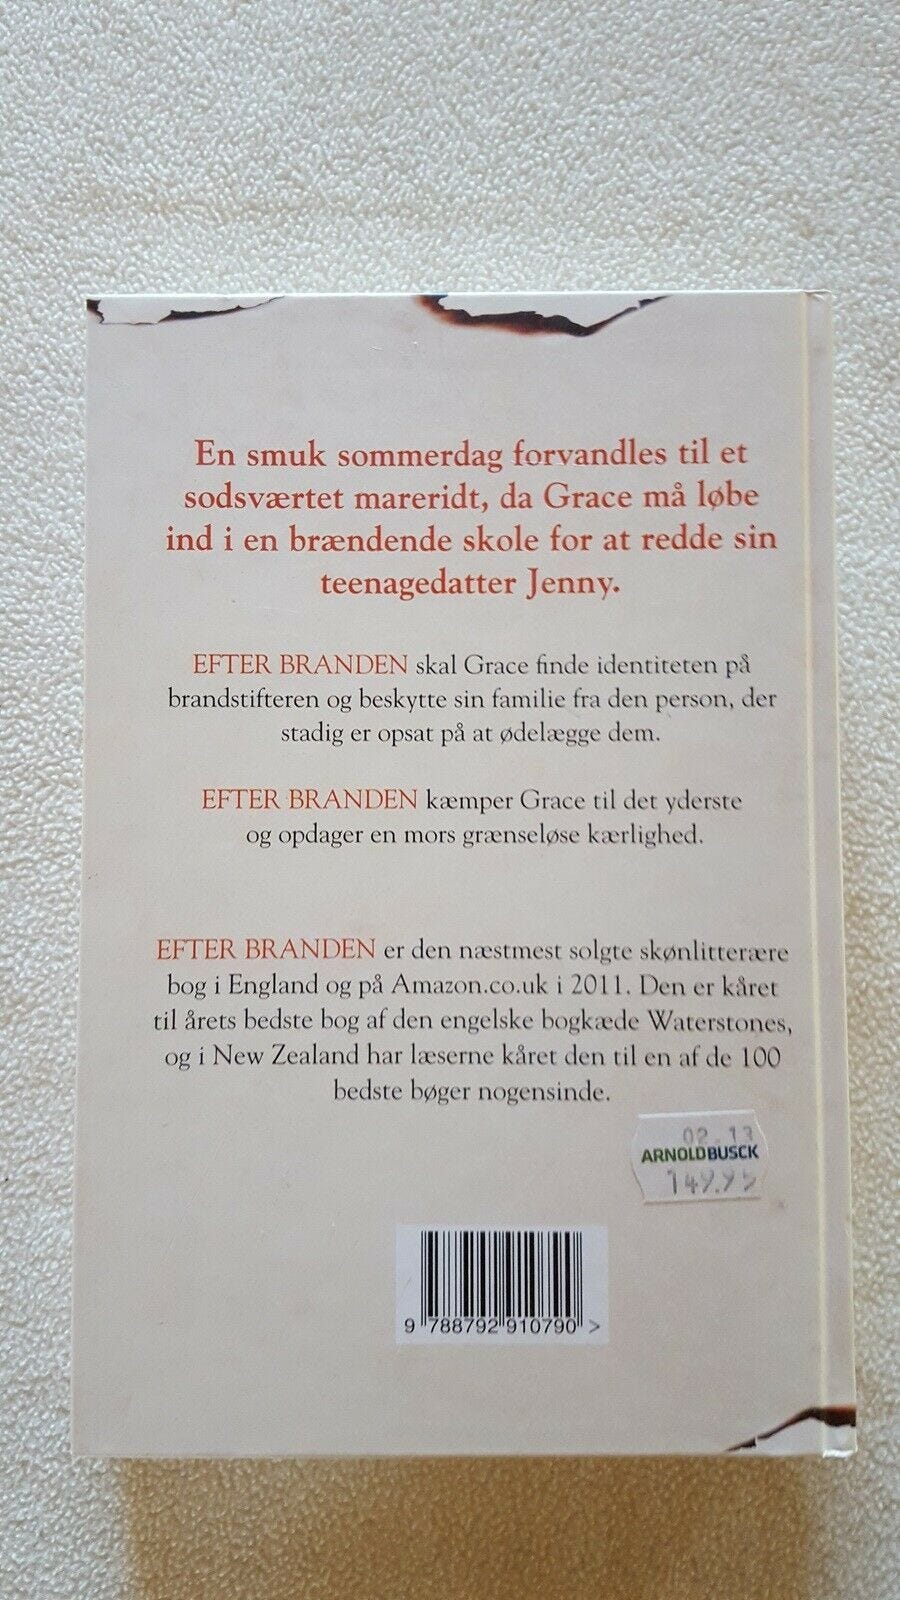 En smuk sommerdag forvandles til et
sodsværtet mareridt, da Grace må løbe
ind i en brændende skole for at redde sin
teenagedatter Jenny.
EFTER BRANDEN skal Grace finde identiteten på
brandstifteren og beskytte sin familie fra den person, der
stadig er opsat på at ødelægge dem.
EFTER BRANDEN kæmper Grace til det yderste
og opdager en mors grænseløse kærlighed.
EFTER BRANDEN er den næstmest solgte skønlitterære
bog i England og på Amazon.co.uk i 2011. Den er kåret
til årets bedste bog af den engelske bogkæde Waterstones,
og i New Zealand har læserne kåret den til en af de 100
bedste bøger nogensinde.
02.13
ARNOLDBUSCK
149.95
9 788792 910790 >